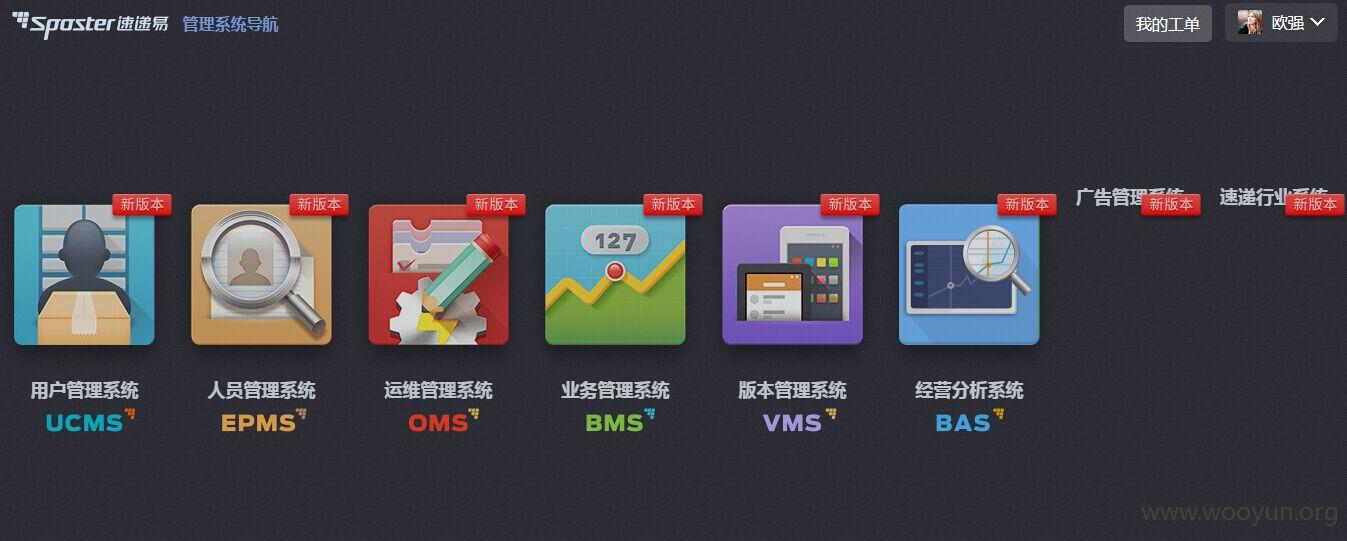 Sposter速递易 管理系统导航 我的工单 欧强
新版本 新版本 新版本 新版本 新版本 新版本 广告管理系统 新版本 速递行业系统 新版本
127
用户管理系统 人员管理系统 运维管理系统 业务管理系统 版本管理系统 经营分析系统
UCMS EPMS OMS BMS VMS BAS
www.wooyun.org